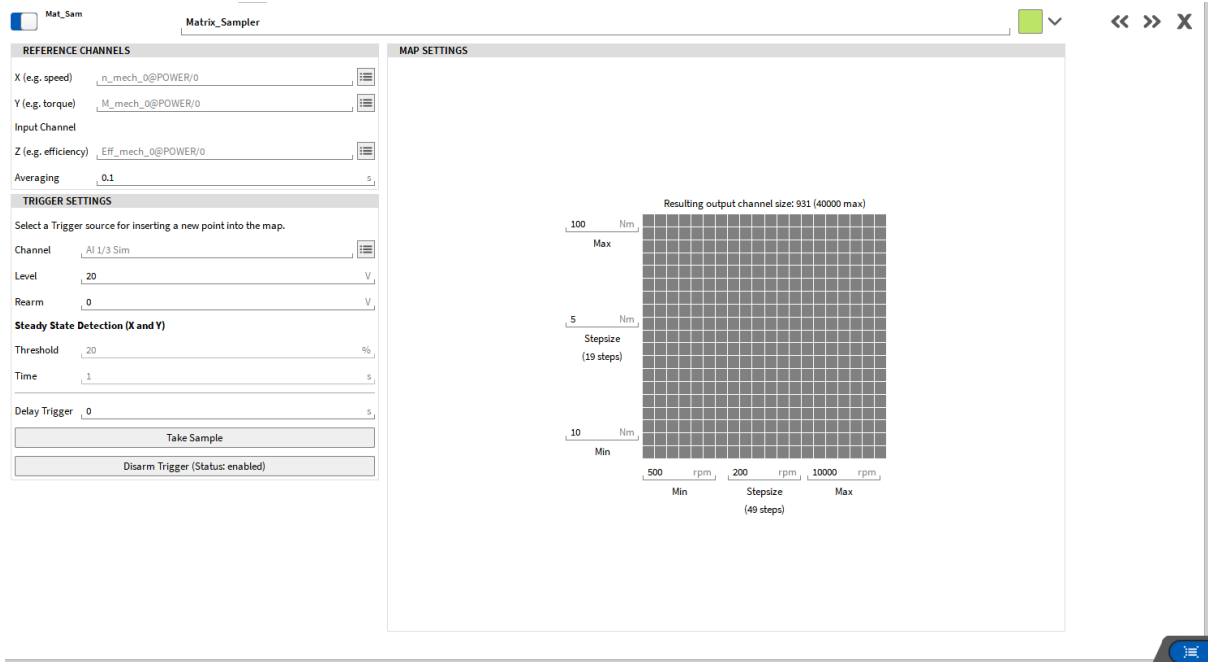 Mat_Sam
Matrix_Sampler
REFERENCE CHANNELS
X (e.g. speed) n_mech_0@POWER/0
Y (e.g. torque) M_mech_0@POWER/0
Input Channel
Z (e.g. efficiency) Eff_mech_0@POWER/0
Averaging 0.1 s
TRIGGER SETTINGS
Select a Trigger source for inserting a new point into the map.
Channel AI 1/3 Sim
Level 20 V
Rearm 0 V
Steady State Detection (X and Y)
Threshold 20 %
Time 1 s
Delay Trigger 0 s
Take Sample
Disarm Trigger (Status: enabled)
MAP SETTINGS
Resulting output channel size: 931 (40000 max)
100 Nm
Max
5 Nm
Stepsize
(19 steps)
10 Nm
Min
500 rpm 200 rpm 10000 rpm
Min Stepsize Max
(49 steps)